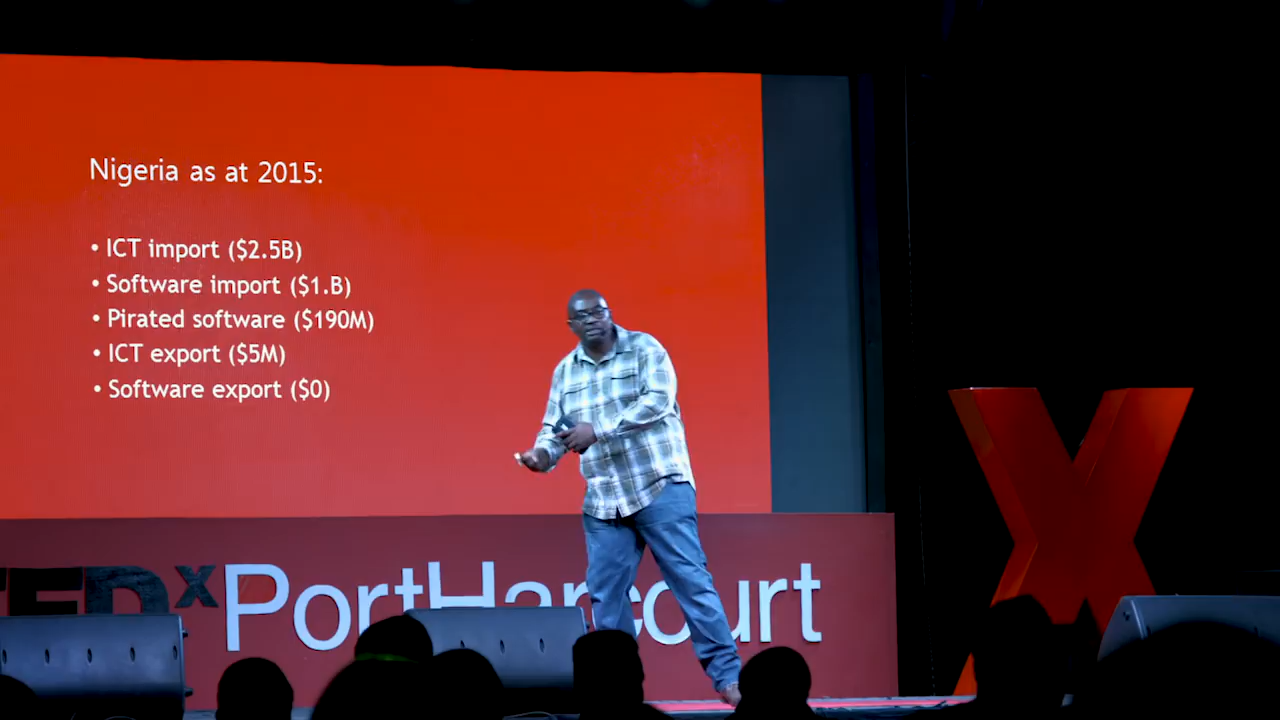 Nigeria as at 2015:
• ICT import ($2.5B)
• Software import ($1.B)
• Pirated software ($190M)
• ICT export ($5M)
• Software export ($0)
TEDx PortHarcourt
X